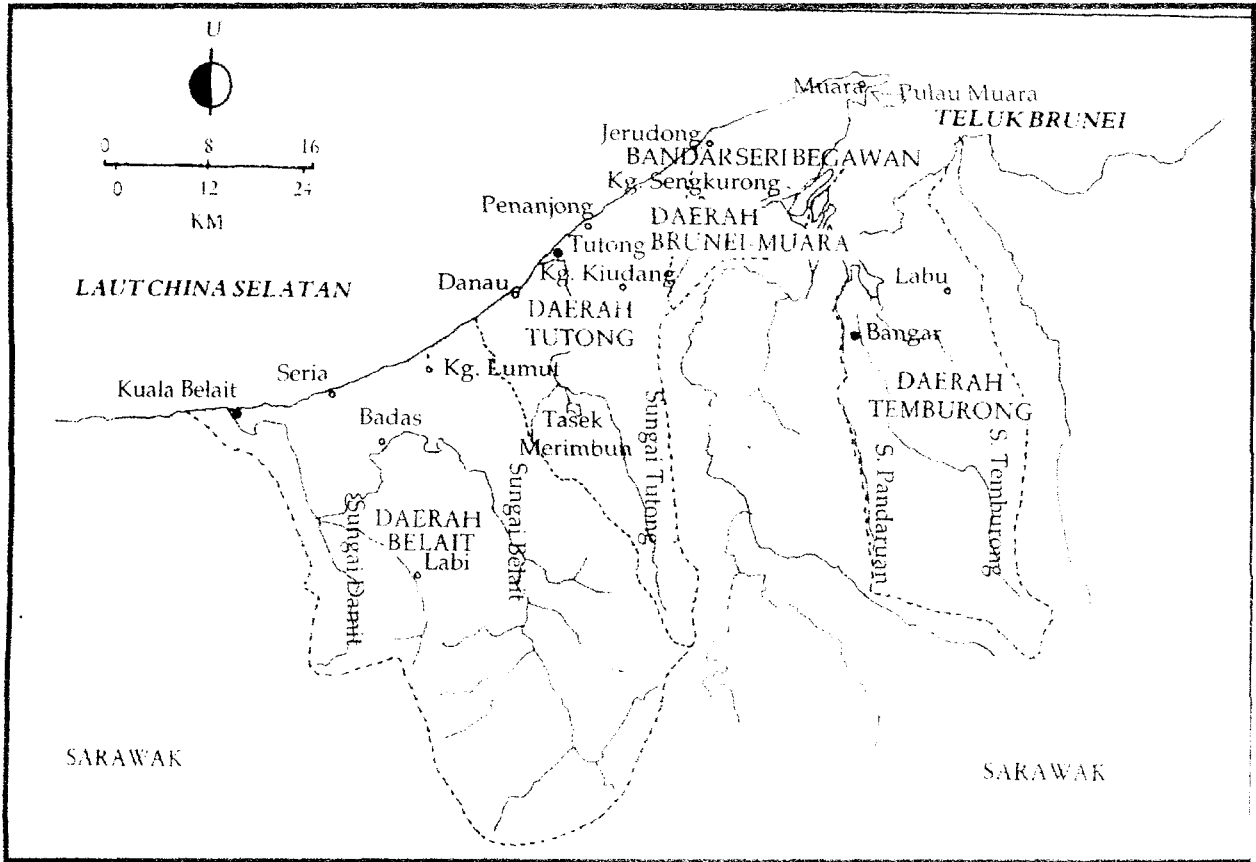 U
0 8 16
0 12 24
KM
Muara
Pulau Muara
TELUK BRUNEI
Jerudong
BANDAR SERI BEGAWAN
Kg. Sengkurong
Penanjong
DAERAH
BRUNEI-MUARA
Tutong
Kg. Kiudang
LAUT CHINA SELATAN
Danau
Labu
DAERAH
TUTONG
Bangar
Seria
Kg. Lumut
Kuala Belait
DAERAH
TEMBURONG
Badas
Tasek
Merimbun
Sungai Tutong
S. Pandaruan
S. Temburong
Sungai Belait
Sungai Damit
DAERAH
BELAIT
Labi
SARAWAK
SARAWAK